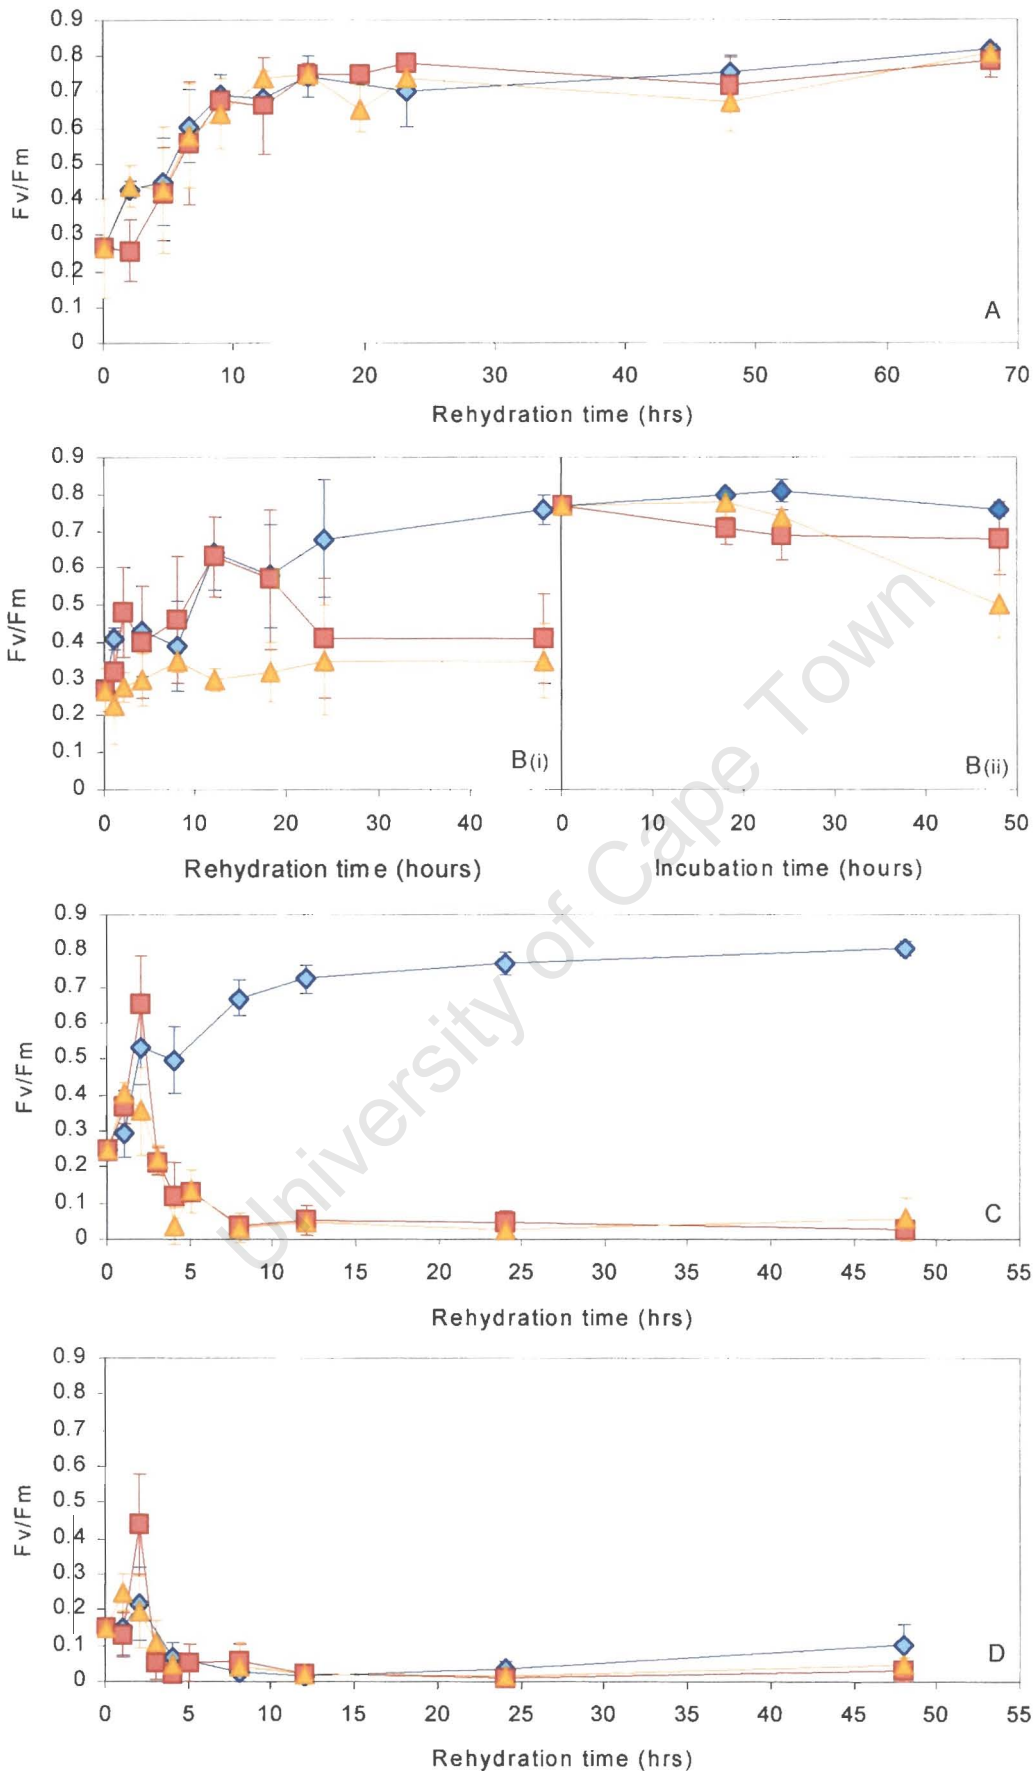 0.9
0.8
0.7
0.6
0.5
0.4
0.3
0.2
0.1
0
Fv/Fm
A
0 10 20 30 40 50 60 70
Rehydration time (hrs)
0.9
0.8
0.7
0.6
0.5
0.4
0.3
0.2
0.1
0
Fv/Fm
B(i)
B(ii)
0 10 20 30 40 0 20 30 40 50
Rehydration time (hours)
Incubation time (hours)
0.9
0.8
0.7
0.6
0.5
0.4
0.3
0.2
0.1
0
Fv/Fm
C
0 5 10 15 20 25 30 35 40 45 50 55
Rehydration time (hrs)
0.9
0.8
0.7
0.6
0.5
0.4
0.3
0.2
0.1
0
Fv/Fm
D
0 5 10 15 20 25 30 35 40 45 50 55
Rehydration time (hrs)
University of Cape Town